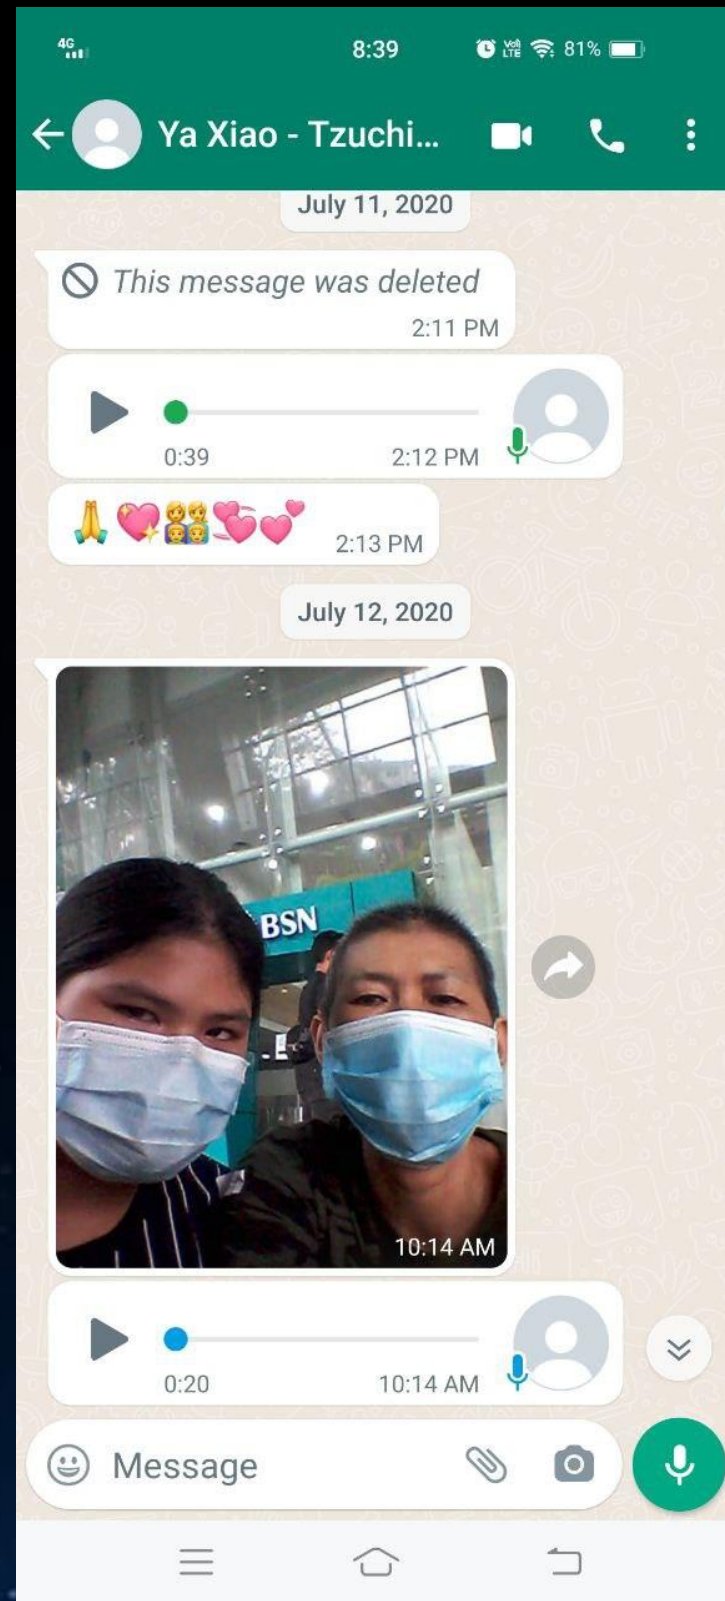 4G
8:39
Vo)) LTE 81%
Ya Xiao - Tzuchi...
July 11, 2020
This message was deleted
2:11 PM
0:39
2:12 PM
2:13 PM
July 12, 2020
BSN
10:14 AM
0:20
10:14 AM
Message